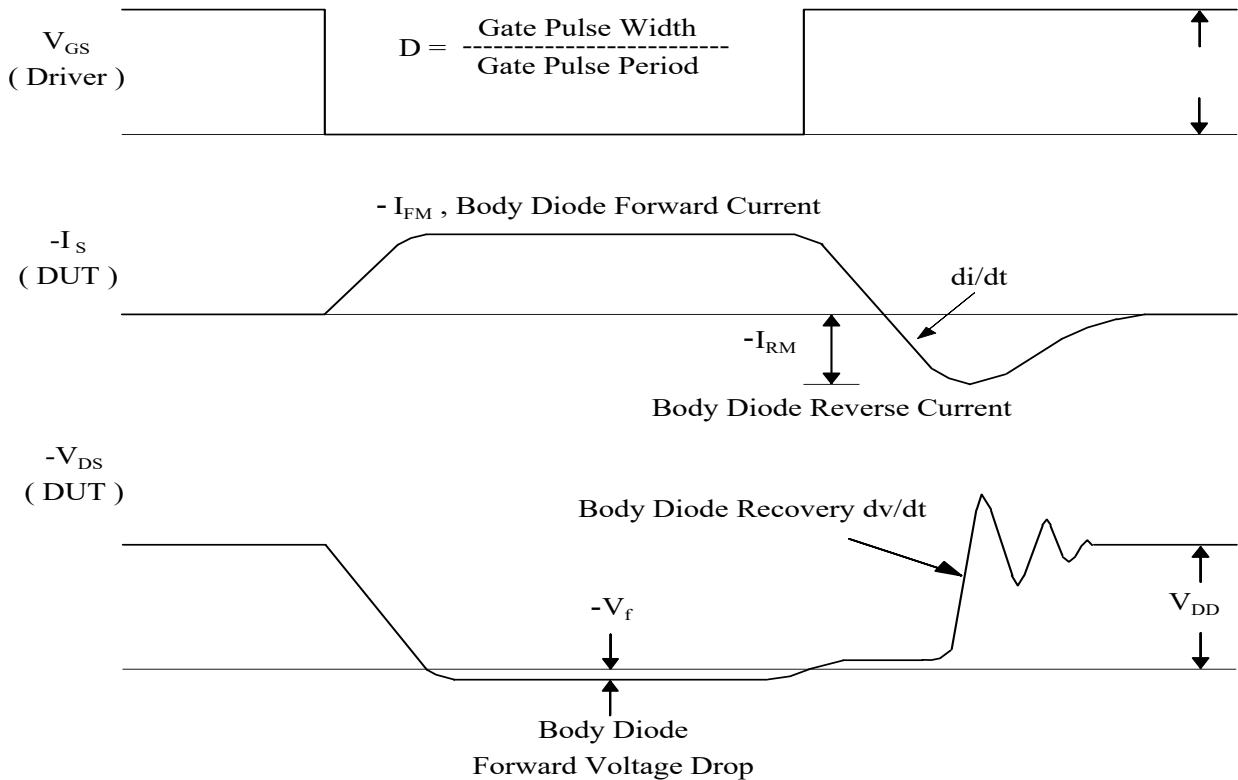 V_GS
( Driver )
D = Gate Pulse Width
--------------------------
Gate Pulse Period
- I_FM , Body Diode Forward Current
-I_S
( DUT )
di/dt
-I_RM
Body Diode Reverse Current
-V_DS
( DUT )
Body Diode Recovery dv/dt
-V_f
V_DD
Body Diode
Forward Voltage Drop